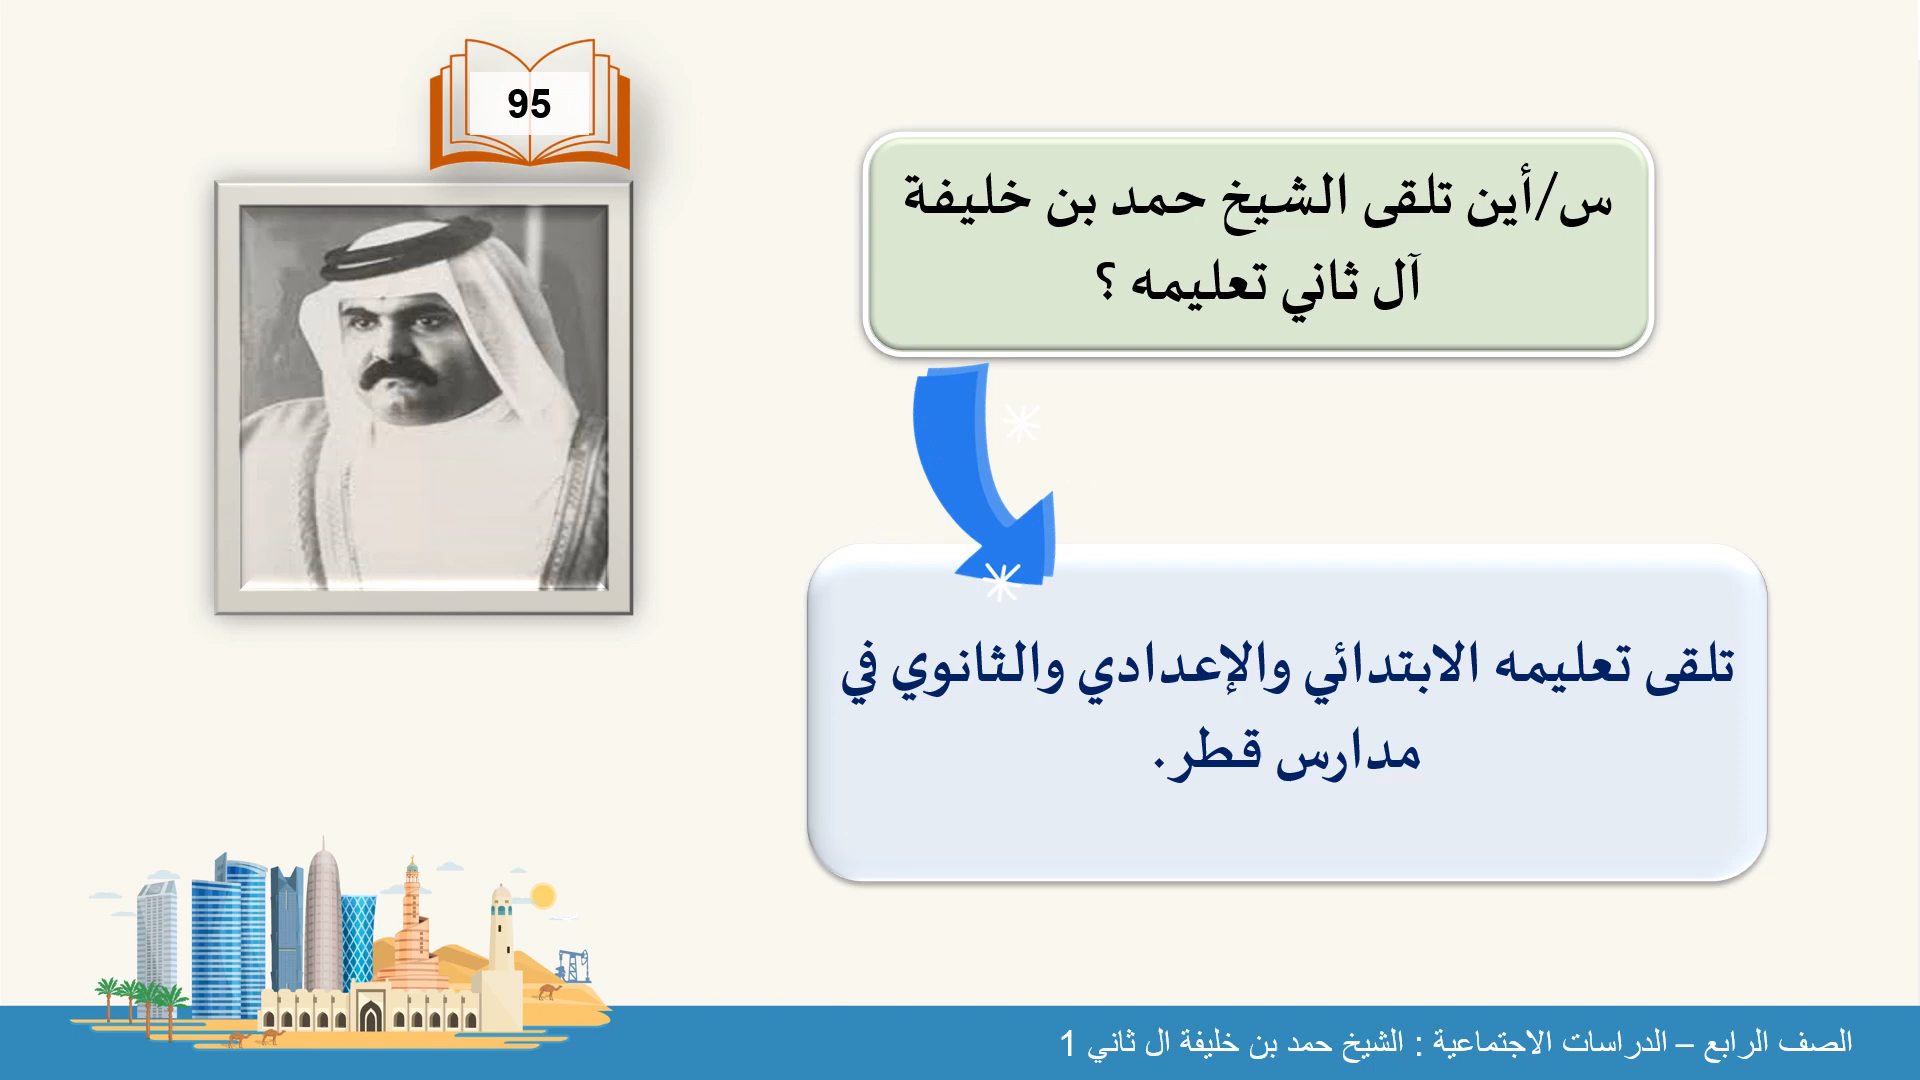 95
س/أين تلقى الشيخ حمد بن خليفة
آل ثاني تعليمه ؟
تلقى تعليمه الابتدائي والإعدادي والثانوي في
مدارس قطر.
الصف الرابع – الدراسات الاجتماعية : الشيخ حمد بن خليفة ال ثاني 1